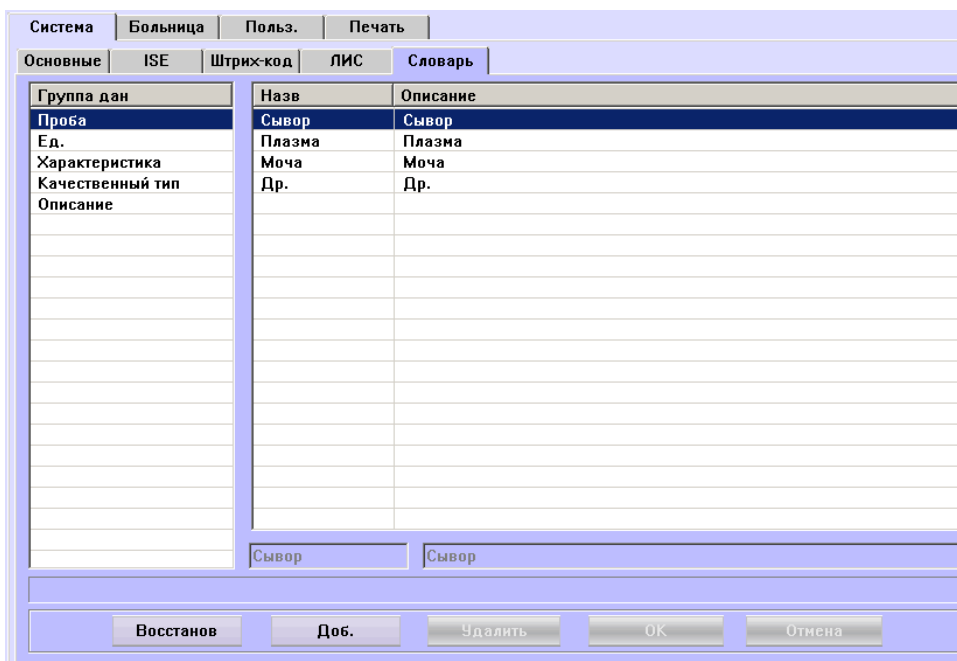 Система Больница Польз. Печать
Основные ISE Штрих-код ЛИС Словарь
Группа дан Назв Описание
Проба Сывор Сывор
Ед. Плазма Плазма
Характеристика Моча Моча
Качественный тип Др. Др.
Описание
Сывор Сывор
Восстанов Доб. Удалить OK Отмена